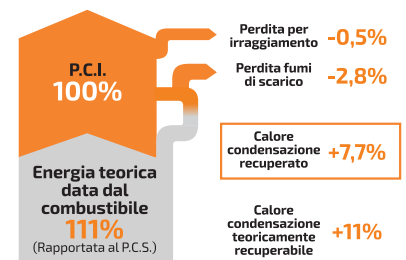 P.C.I.
100%
Energia teorica
data dal
combustibile
111%
(Rapportata al P.C.S.)
Perdita per
irraggiamento
-0,5%
Perdita fumi
di scarico
-2,8%
Calore
condensazione
recuperato
+7,7%
Calore
condensazione
teoricamente
recuperabile
+11%